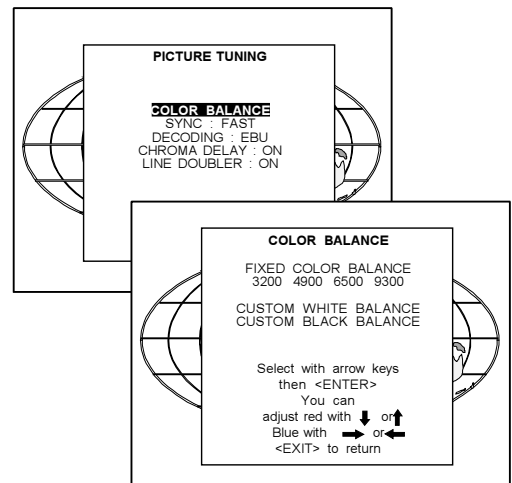 PICTURE TUNING
COLOR BALANCE
SYNC : FAST
DECODING : EBU
CHROMA DELAY : ON
LINE DOUBLER : ON
COLOR BALANCE
FIXED COLOR BALANCE
3200 4900 6500 9300
CUSTOM WHITE BALANCE
CUSTOM BLACK BALANCE
Select with arrow keys
then <ENTER>
You can
adjust red with ⬇ or ⬆
Blue with ➡ or ⬅
<EXIT> to return